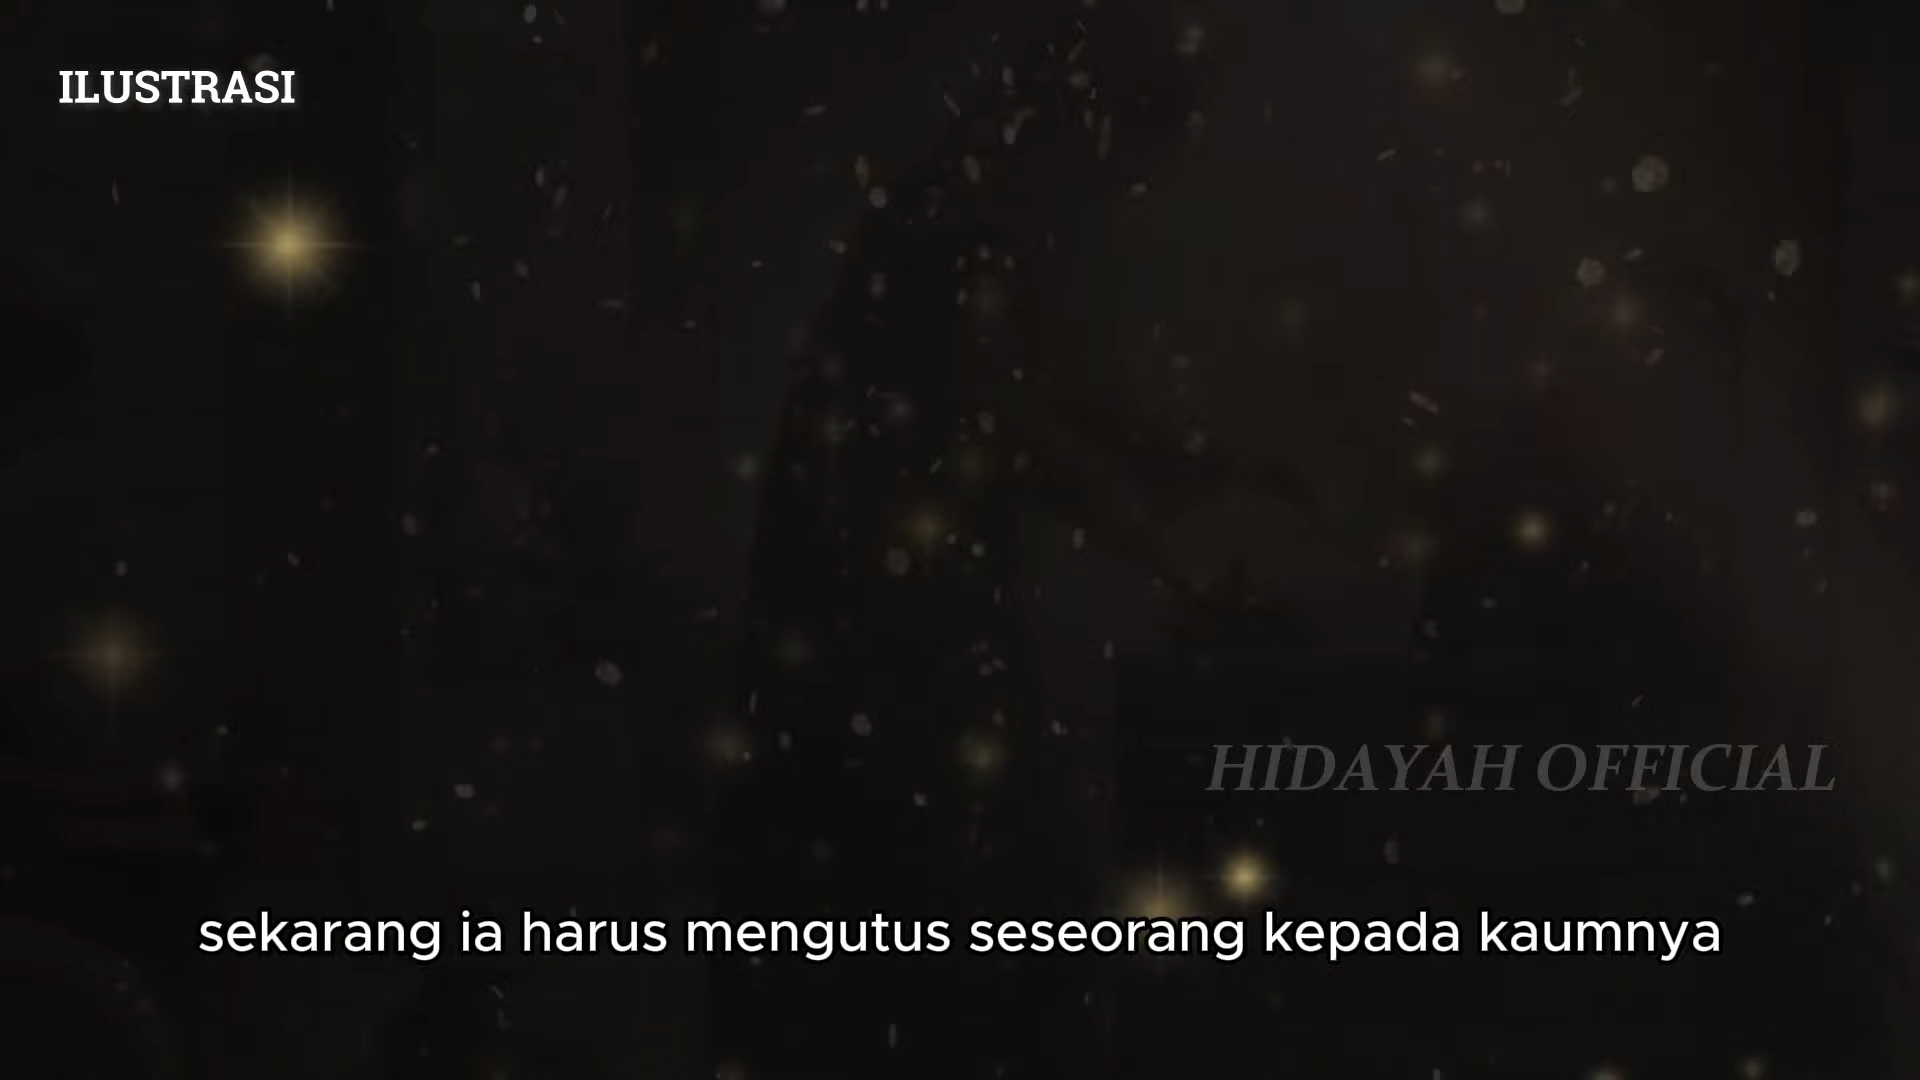 ILUSTRASI
HIDAYAH OFFICIAL
sekarang ia harus mengutus seseorang kepada kaumnya